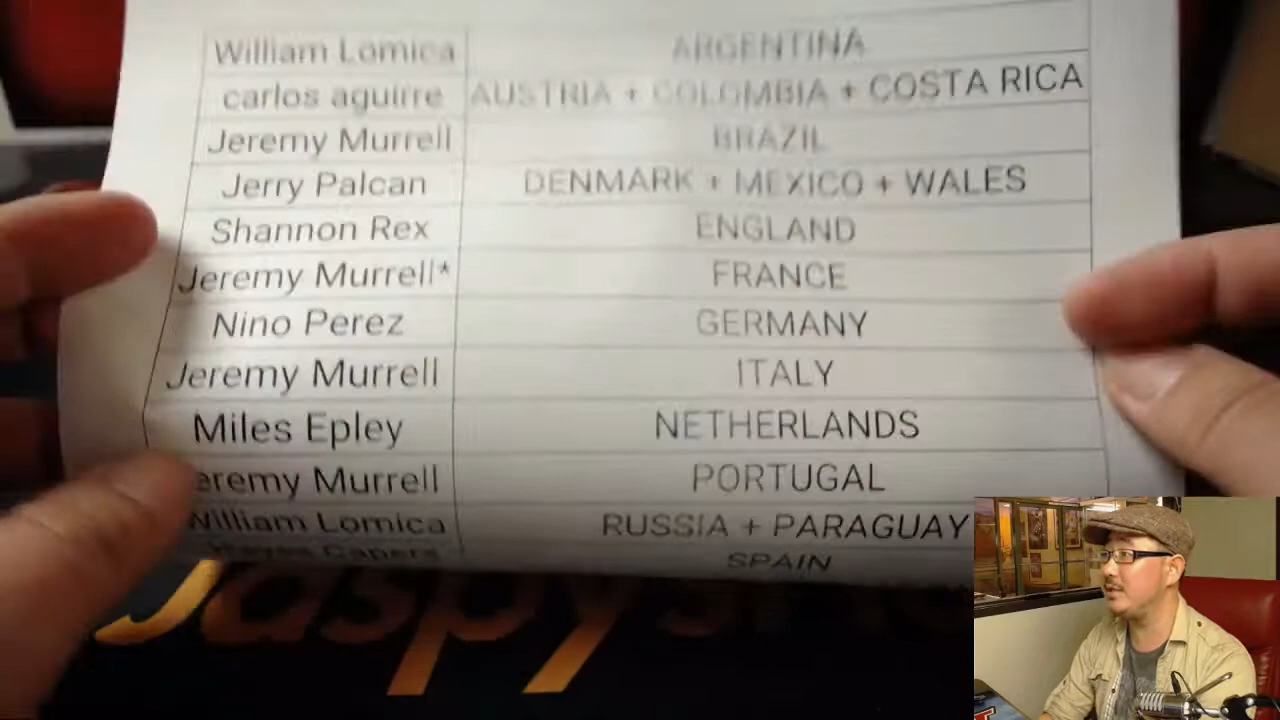 William Lomica ARGENTINA
carlos aguirre AUSTRIA + COLOMBIA + COSTA RICA
Jeremy Murrell BRAZIL
Jerry Palcan DENMARK + MEXICO + WALES
Shannon Rex ENGLAND
Jeremy Murrell* FRANCE
Nino Perez GERMANY
Jeremy Murrell ITALY
Miles Epley NETHERLANDS
eremy Murrell PORTUGAL
William Lomica RUSSIA + PARAGUAY
SPAIN
Jaspy's